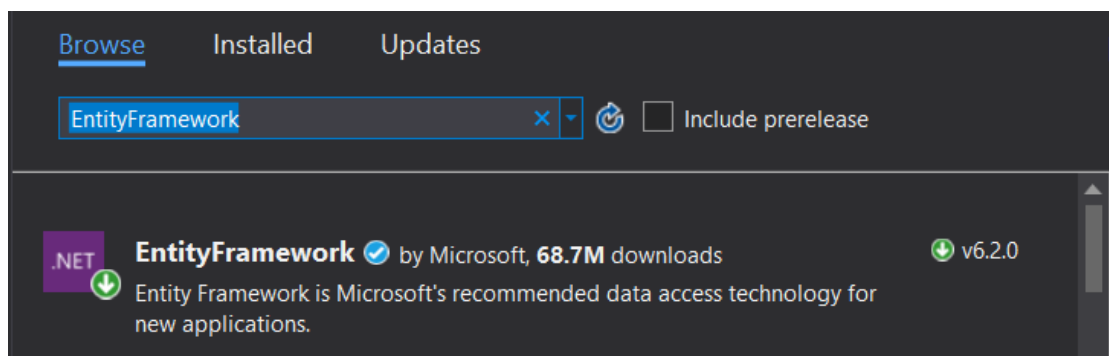 Browse Installed Updates
EntityFramework Include prerelease
.NET EntityFramework by Microsoft, 68.7M downloads v6.2.0
Entity Framework is Microsoft's recommended data access technology for
new applications.